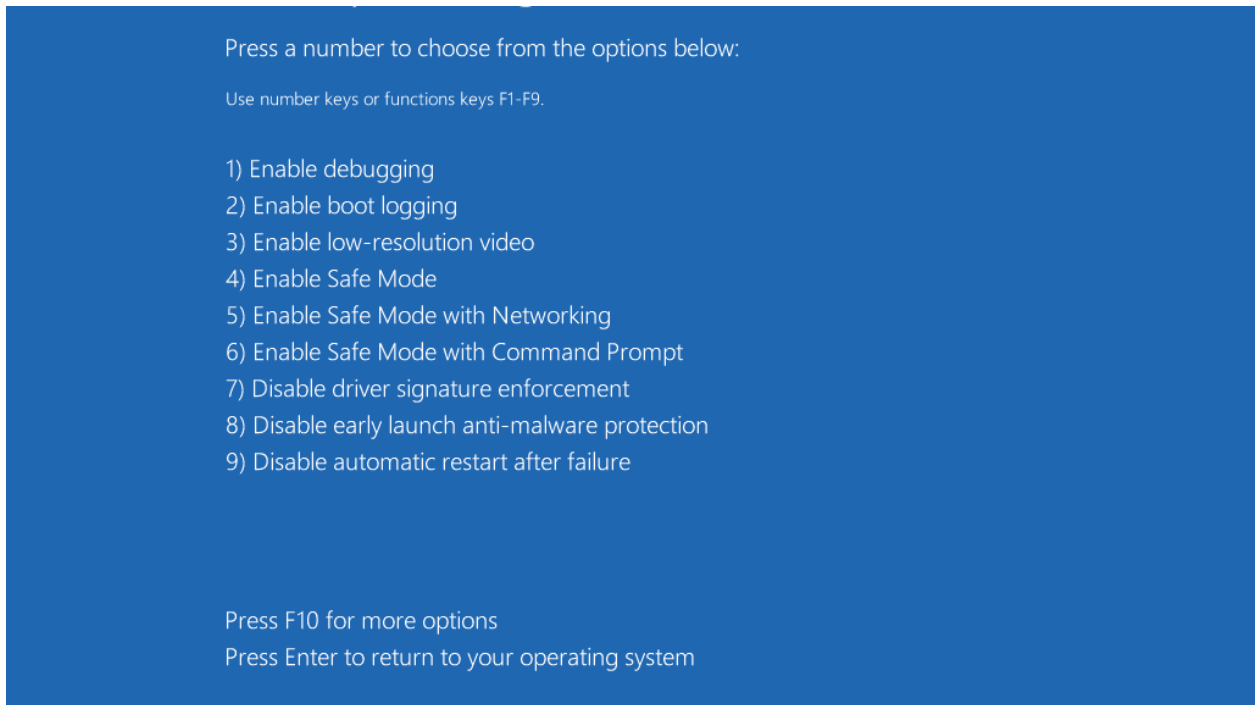 Press a number to choose from the options below:
Use number keys or functions keys F1-F9.
1) Enable debugging
2) Enable boot logging
3) Enable low-resolution video
4) Enable Safe Mode
5) Enable Safe Mode with Networking
6) Enable Safe Mode with Command Prompt
7) Disable driver signature enforcement
8) Disable early launch anti-malware protection
9) Disable automatic restart after failure
Press F10 for more options
Press Enter to return to your operating system